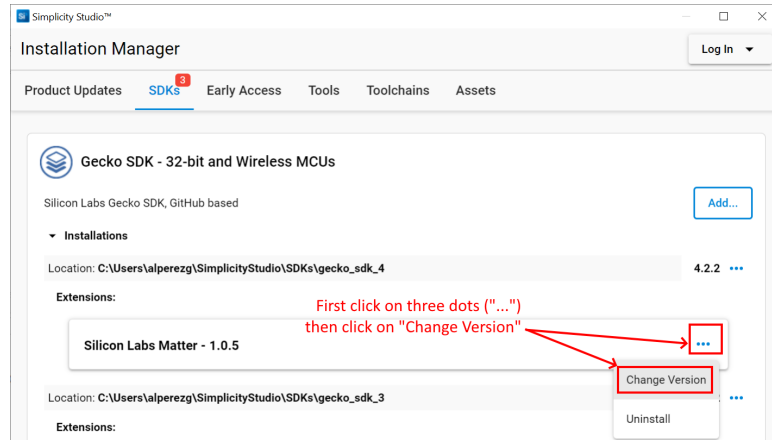 Simplicity Studio™
Installation Manager
Log In
Product Updates SDKs 3 Early Access Tools Toolchains Assets
Gecko SDK - 32-bit and Wireless MCUs
Silicon Labs Gecko SDK, GitHub based
Add...
Installations
Location: C:\Users\alperezg\SimplicityStudio\SDKs\gecko_sdk_4 4.2.2 •••
Extensions:
First click on three dots ("...")
then click on "Change Version"
Silicon Labs Matter - 1.0.5 •••
Change Version
Location: C:\Users\alperezg\SimplicityStudio\SDKs\gecko_sdk_3 •••
Uninstall
Extensions: